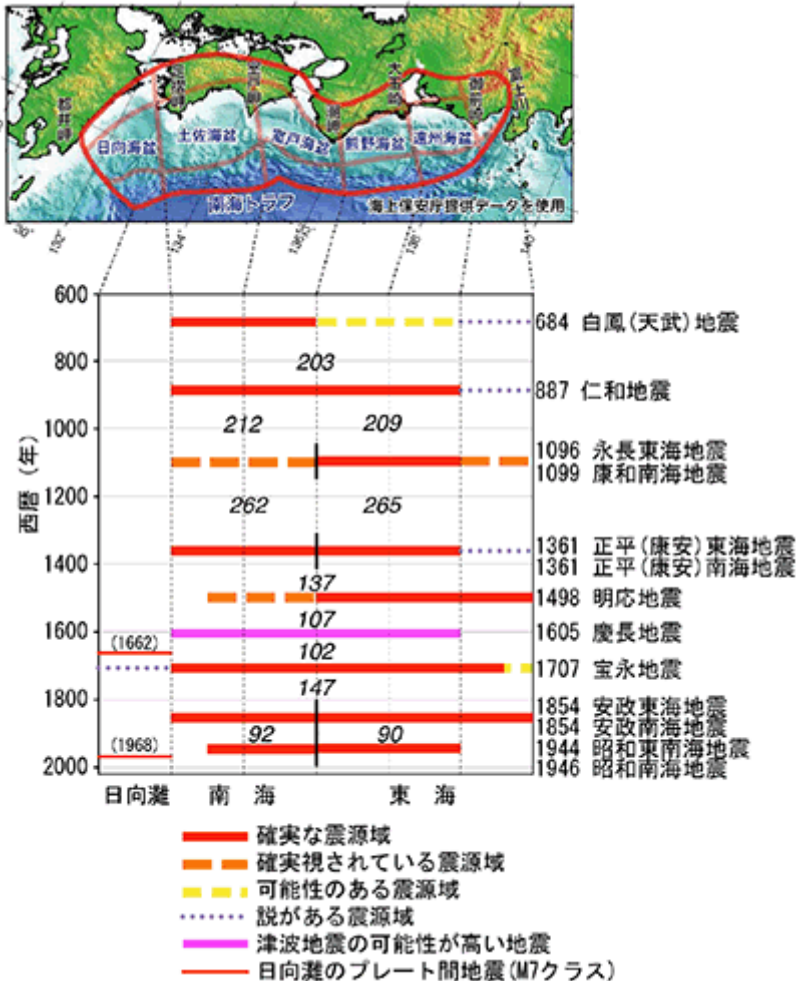 都井岬
足摺岬
室戸岬
潮岬
大王崎
御前崎
富士川
日向海盆
土佐海盆
室戸海盆
熊野海盆
遠州海盆
南海トラフ
海上保安庁提供データを使用
132°
134°
138°
140°
西暦(年)
600
684 白鳳(天武)地震
800
203
887 仁和地震
1000
212
209
1096 永長東海地震
1099 康和南海地震
1200
262
265
1361 正平(康安)東海地震
1400
1361 正平(康安)南海地震
137
1498 明応地震
107
1600
1605 慶長地震
(1662)
102
1707 宝永地震
147
1800
1854 安政東海地震
1854 安政南海地震
92
90
(1968)
1944 昭和東南海地震
2000
1946 昭和南海地震
日向灘 南 海 東 海
確実な震源域
確実視されている震源域
可能性のある震源域
説がある震源域
津波地震の可能性が高い地震
日向灘のプレート間地震(M7クラス)